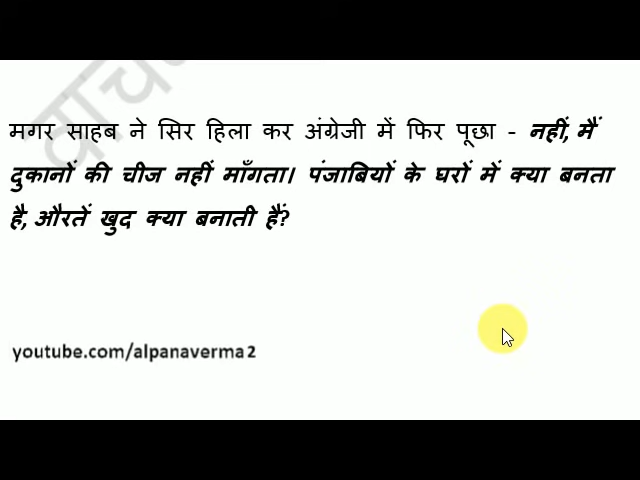 वाच
मगर साहब ने सिर हिला कर अंग्रेजी में फिर पूछा - नहीं, मैं
दुकानों की चीज नहीं माँगता। पंजाबियों के घरों में क्या बनता
है, औरतें खुद क्या बनाती हैं?
youtube.com/alpanaverma2